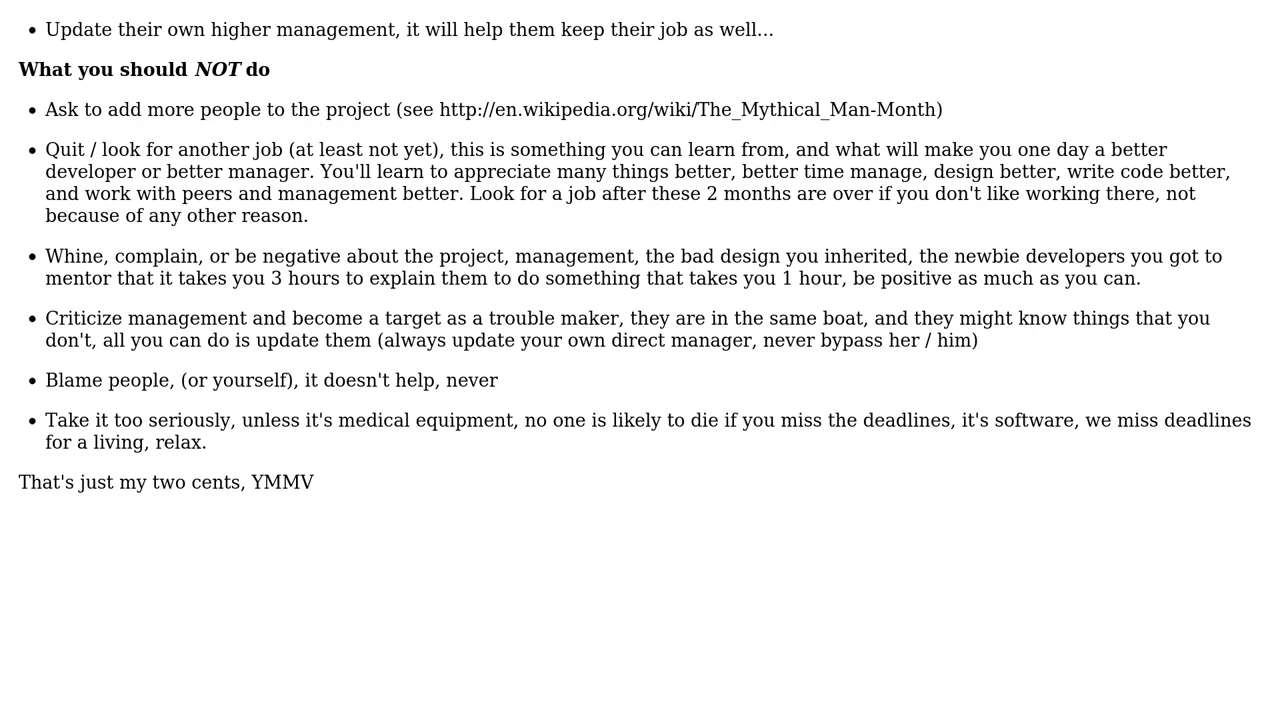 • Update their own higher management, it will help them keep their job as well...
What you should NOT do
• Ask to add more people to the project (see http://en.wikipedia.org/wiki/The_Mythical_Man-Month)
• Quit / look for another job (at least not yet), this is something you can learn from, and what will make you one day a better
developer or better manager. You'll learn to appreciate many things better, better time manage, design better, write code better,
and work with peers and management better. Look for a job after these 2 months are over if you don't like working there, not
because of any other reason.
• Whine, complain, or be negative about the project, management, the bad design you inherited, the newbie developers you got to
mentor that it takes you 3 hours to explain them to do something that takes you 1 hour, be positive as much as you can.
• Criticize management and become a target as a trouble maker, they are in the same boat, and they might know things that you
don't, all you can do is update them (always update your own direct manager, never bypass her / him)
• Blame people, (or yourself), it doesn't help, never
• Take it too seriously, unless it's medical equipment, no one is likely to die if you miss the deadlines, it's software, we miss deadlines
for a living, relax.
That's just my two cents, YMMV